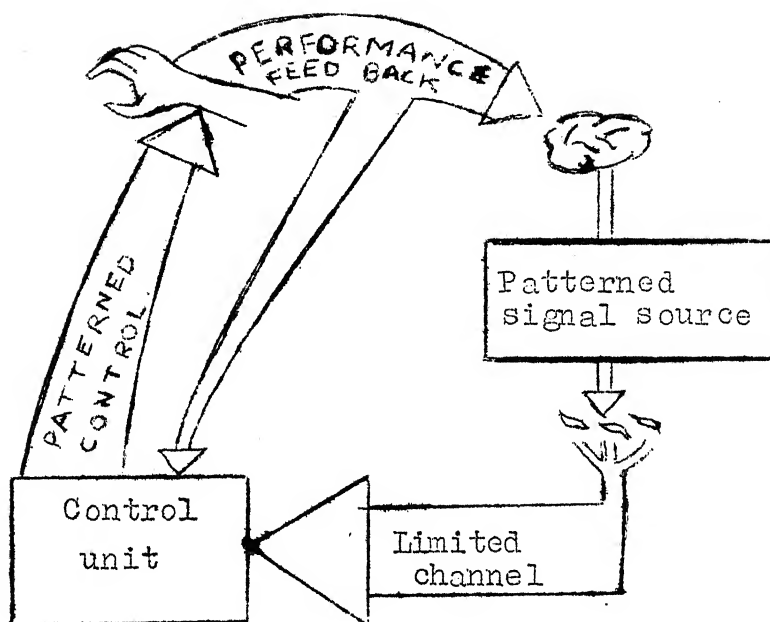 PERFORMANCE
FEED BACK
Patterned
signal source
PATTERNED
CONTROL
Control
unit
Limited
channel